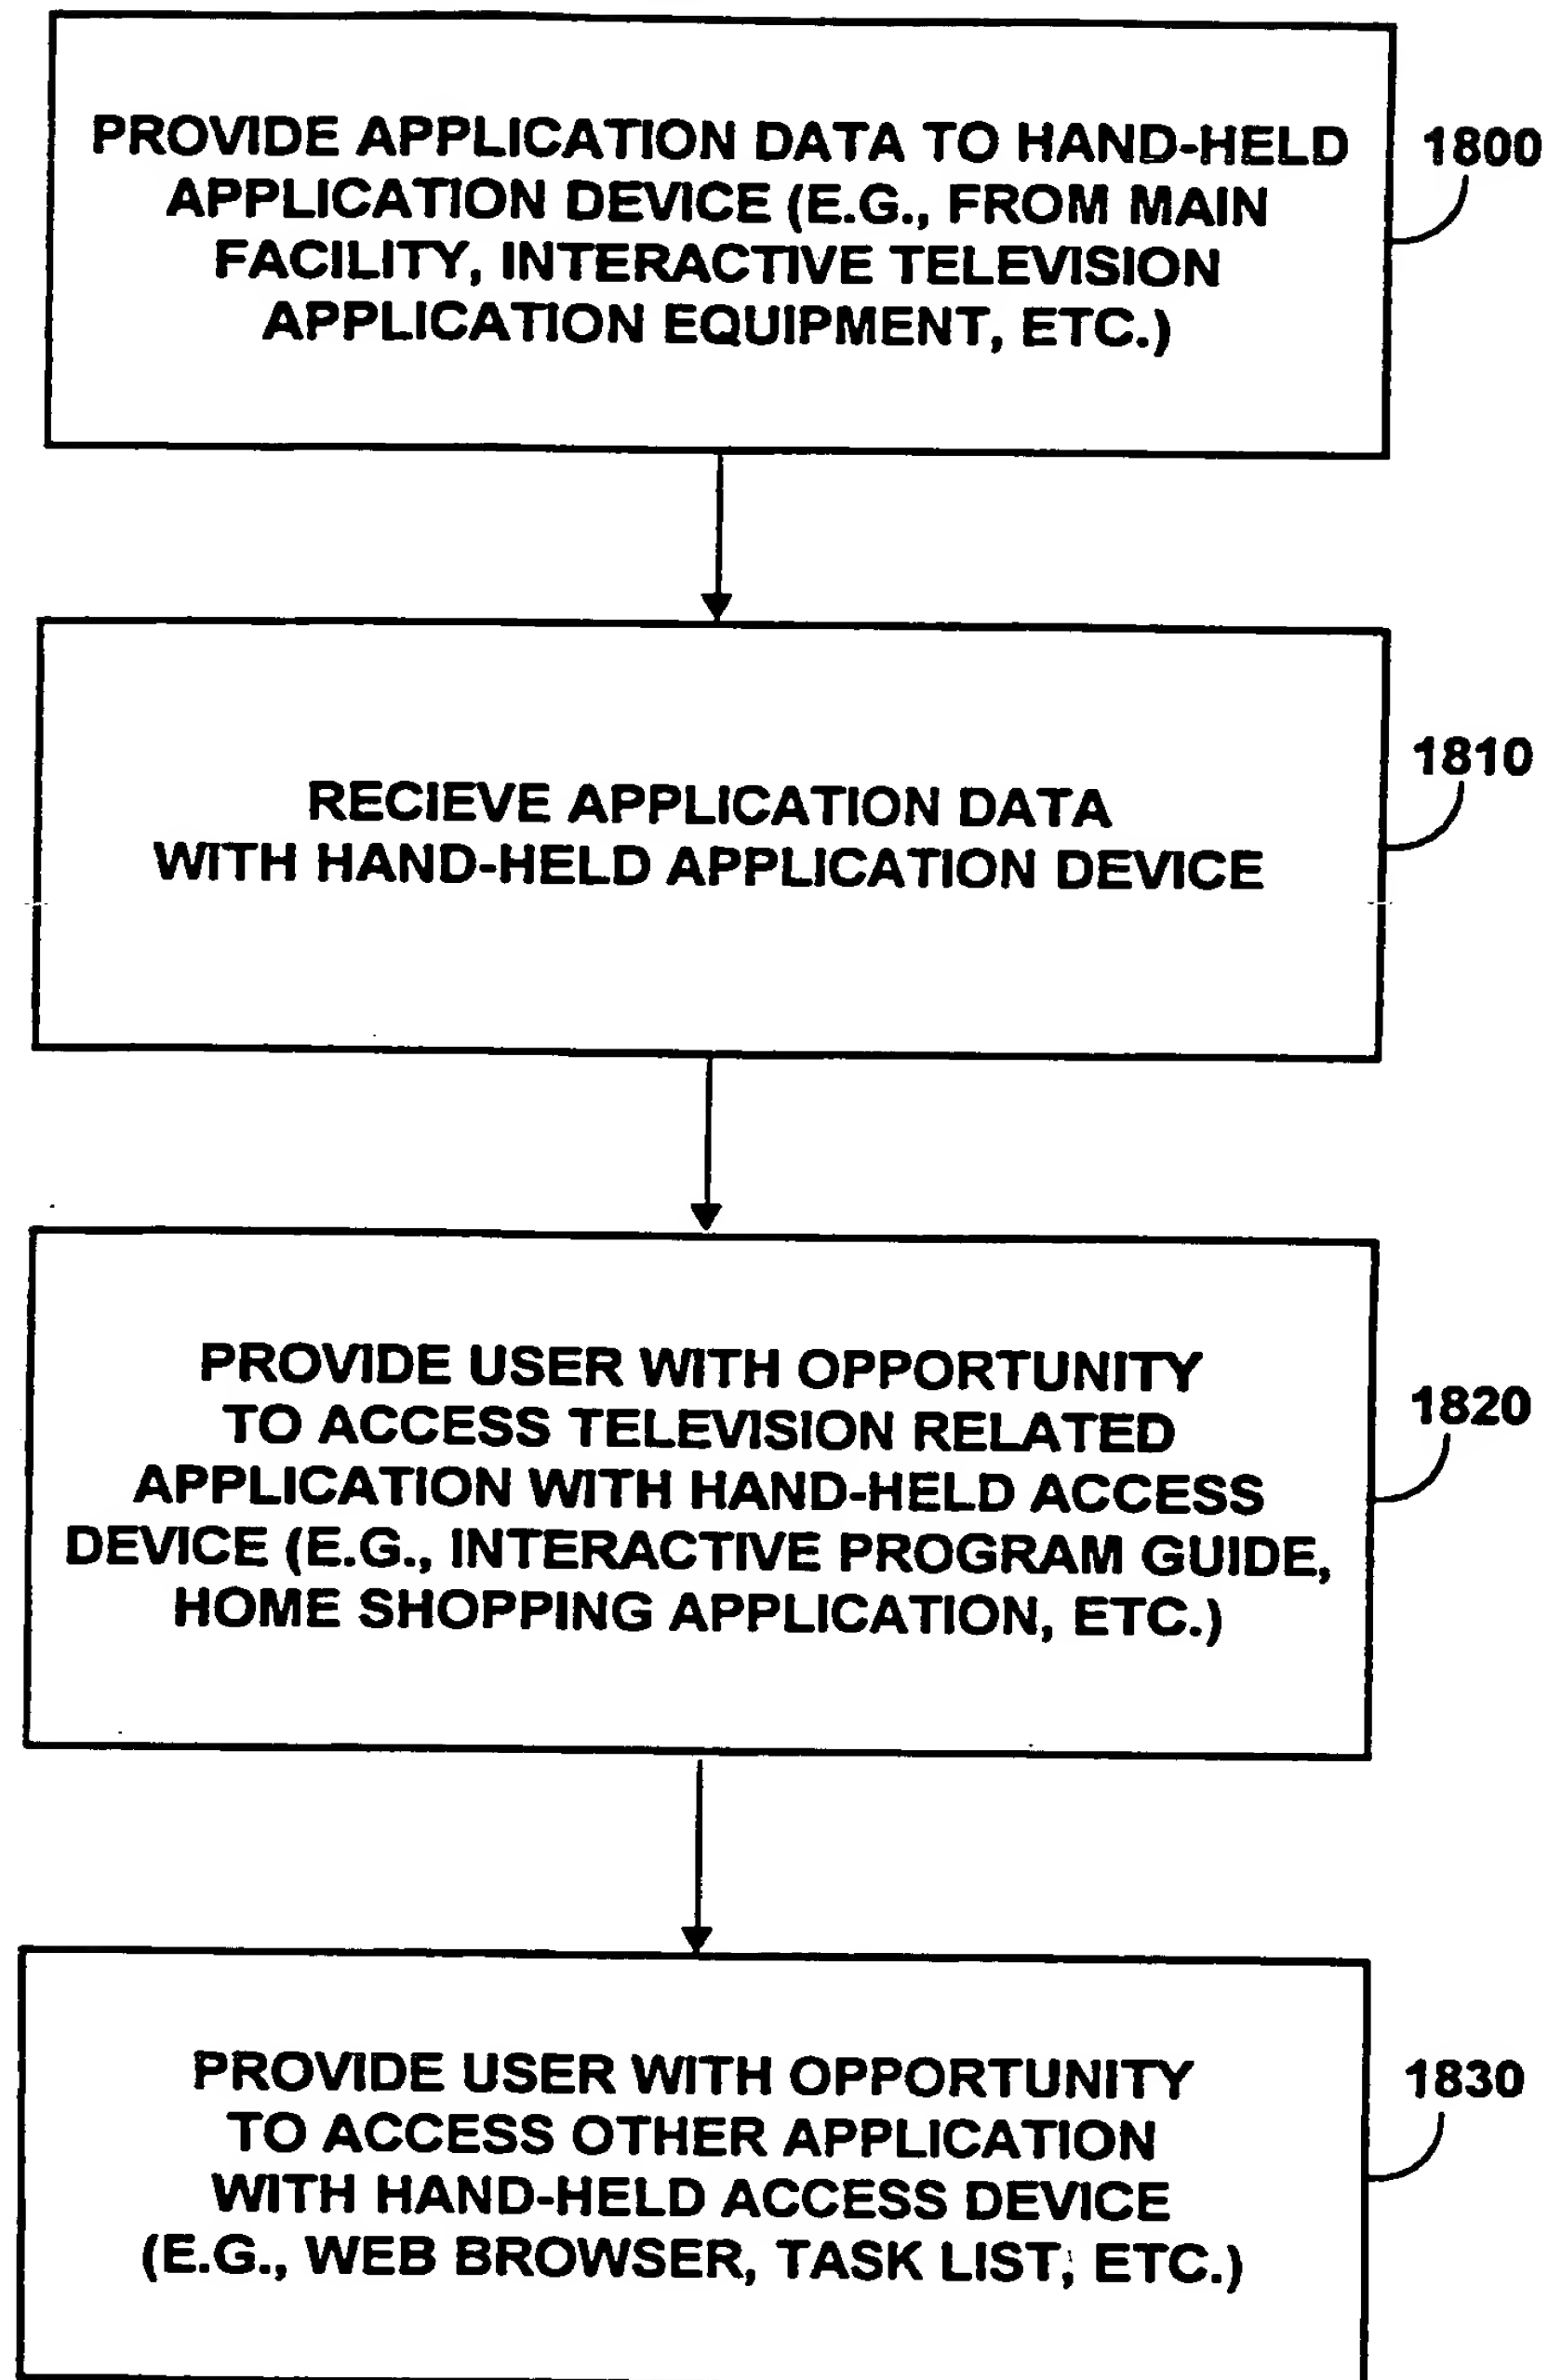 PROVIDE APPLICATION DATA TO HAND-HELD
APPLICATION DEVICE (E.G., FROM MAIN
FACILITY, INTERACTIVE TELEVISION
APPLICATION EQUIPMENT, ETC.)
1800
RECIEVE APPLICATION DATA
WITH HAND-HELD APPLICATION DEVICE
1810
PROVIDE USER WITH OPPORTUNITY
TO ACCESS TELEVISION RELATED
APPLICATION WITH HAND-HELD ACCESS
DEVICE (E.G., INTERACTIVE PROGRAM GUIDE,
HOME SHOPPING APPLICATION, ETC.)
1820
PROVIDE USER WITH OPPORTUNITY
TO ACCESS OTHER APPLICATION
WITH HAND-HELD ACCESS DEVICE
(E.G., WEB BROWSER, TASK LIST, ETC.)
1830